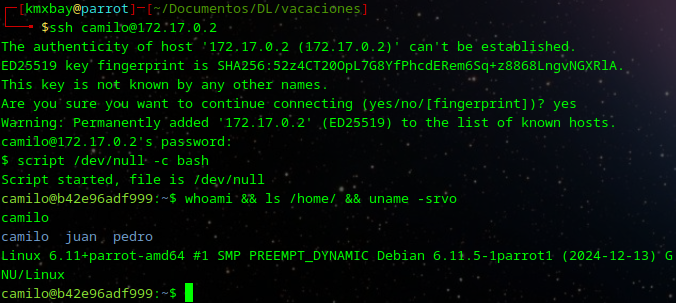 ┌─[kmxbay@parrot]─[~/Documentos/DL/vacaciones]
└──╼ $ssh camilo@172.17.0.2
The authenticity of host '172.17.0.2 (172.17.0.2)' can't be established.
ED25519 key fingerprint is SHA256:52z4CT20OpL7G8YfPhcdERem6Sq+z8868LngvNGXRlA.
This key is not known by any other names.
Are you sure you want to continue connecting (yes/no/[fingerprint])? yes
Warning: Permanently added '172.17.0.2' (ED25519) to the list of known hosts.
camilo@172.17.0.2's password:
$ script /dev/null -c bash
Script started, file is /dev/null
camilo@b42e96adf999:~$ whoami && ls /home/ && uname -srvo
camilo
camilo  juan  pedro
Linux 6.11+parrot-amd64 #1 SMP PREEMPT_DYNAMIC Debian 6.11.5-1parrot1 (2024-12-13) G
NU/Linux
camilo@b42e96adf999:~$